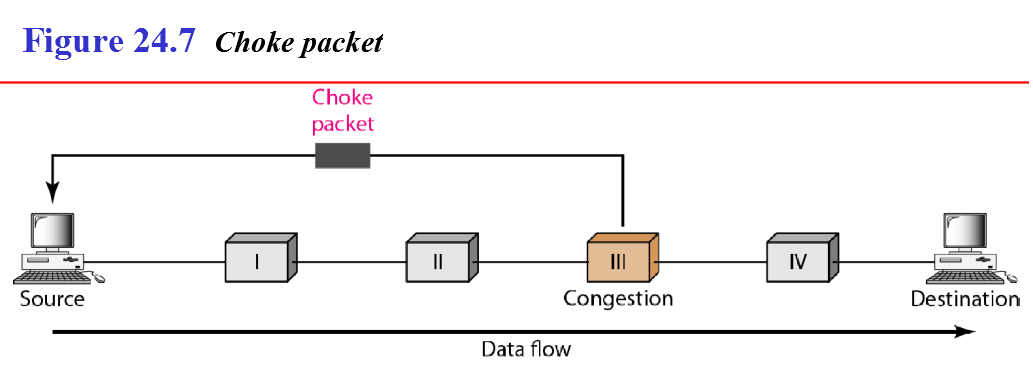 Figure 24.7 Choke packet
Choke
packet
I
II
III
IV
Source
Congestion
Destination
Data flow